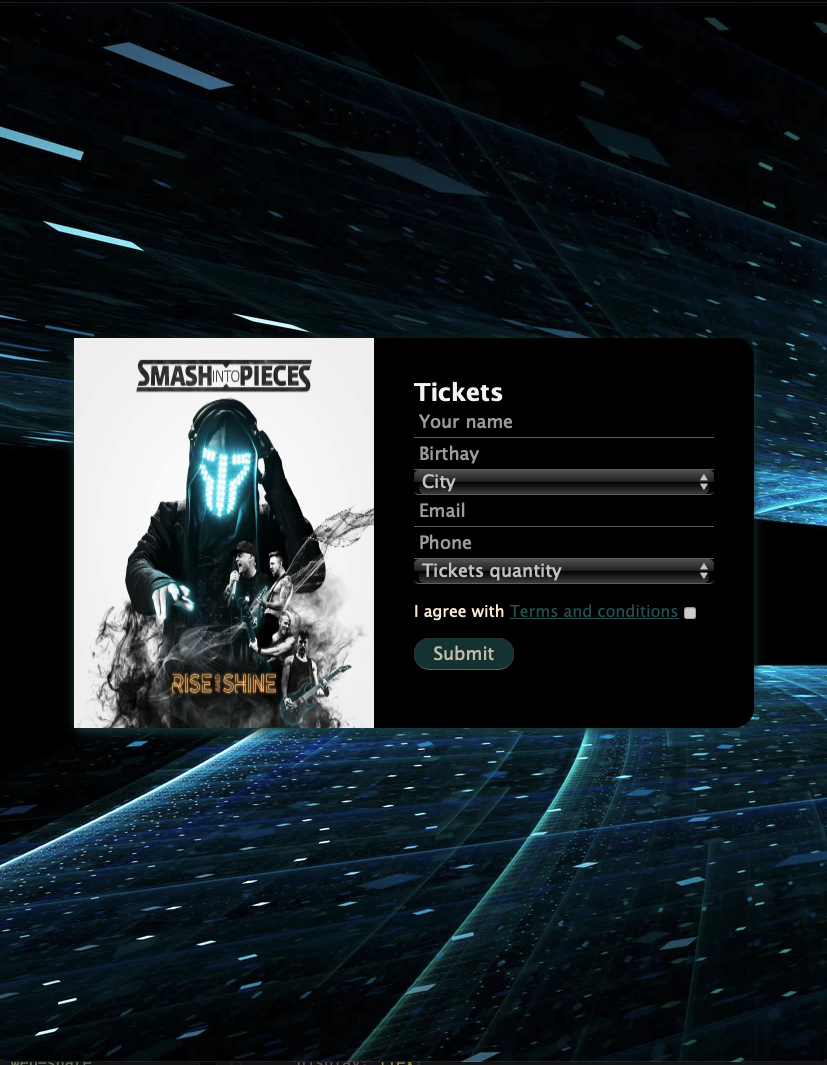 SMASH INTO PIECES
RISE AND SHINE
Tickets
Your name
Birthay
City
Email
Phone
Tickets quantity
I agree with Terms and conditions
Submit